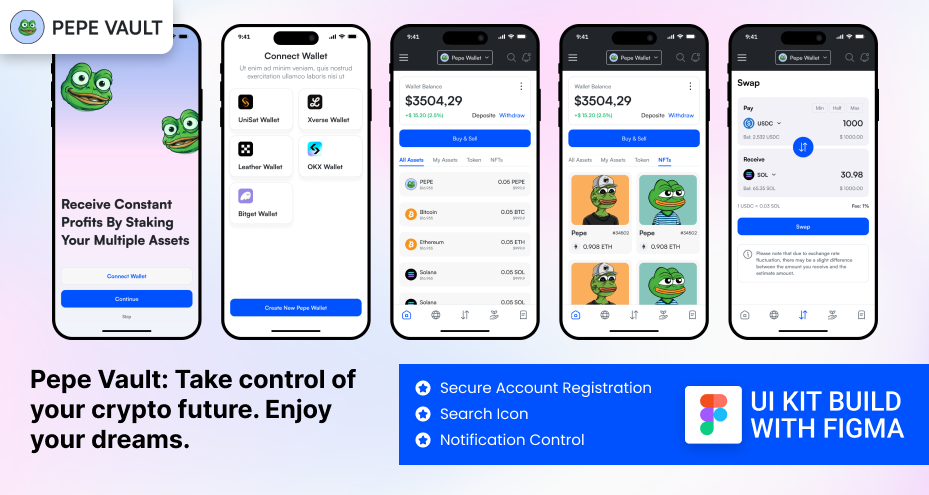 PEPE VAULT
Receive Constant
Profits By Staking
Your Multiple Assets
Connect Wallet
Continue
Skip
9:41
Connect Wallet
Ut enim ad minim veniam, quis nostrud
exercitation ullamco laboris nisi ut
UniSat Wallet
Xverse Wallet
Leather Wallet
OKX Wallet
Bitget Wallet
Create New Pepe Wallet
9:41
Pepe Wallet
Wallet Balance
$3504,29
+$ 15.20 (2.5%)
Deposite
Withdraw
Buy & Sell
All Assets
My Assets
Token
NFTs
PEPE
0.05 PEPE
Bitcoin
0.05 BTC
Ethereum
0.05 ETH
Solana
0.05 SOL
Solana
0.05 SOL
9:41
Pepe Wallet
Wallet Balance
$3504,29
+$ 15.20 (2.5%)
Deposite
Withdraw
Buy & Sell
All Assets
My Assets
Token
NFTs
Pepe
#34502
Pepe
#34502
0.908 ETH
0.908 ETH
9:41
Pepe Wallet
Swap
Pay
Min
Half
Max
USDC
1000
Bal: 2,532 USDC
$ 1000.00
Receive
SOL
30.98
Bal: 65.25 SOL
$ 1000.00
1 USDC = 0.03 SOL
Fee: 1%
Swap
Please note that due to exchange rate
fluctuation, there may be a slight difference
between the amount you receive and the
estimate amount.
Pepe Vault: Take control of
your crypto future. Enjoy
your dreams.
Secure Account Registration
Search Icon
Notification Control
UI KIT BUILD
WITH FIGMA